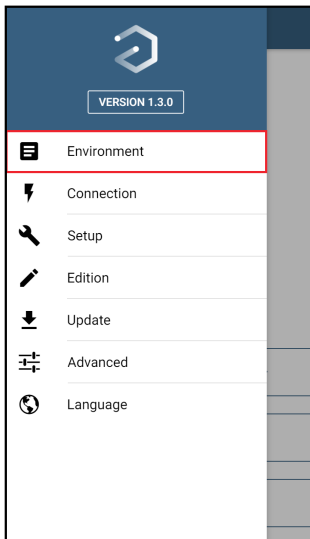 VERSION 1.3.0
Environment
Connection
Setup
Edition
Update
Advanced
Language